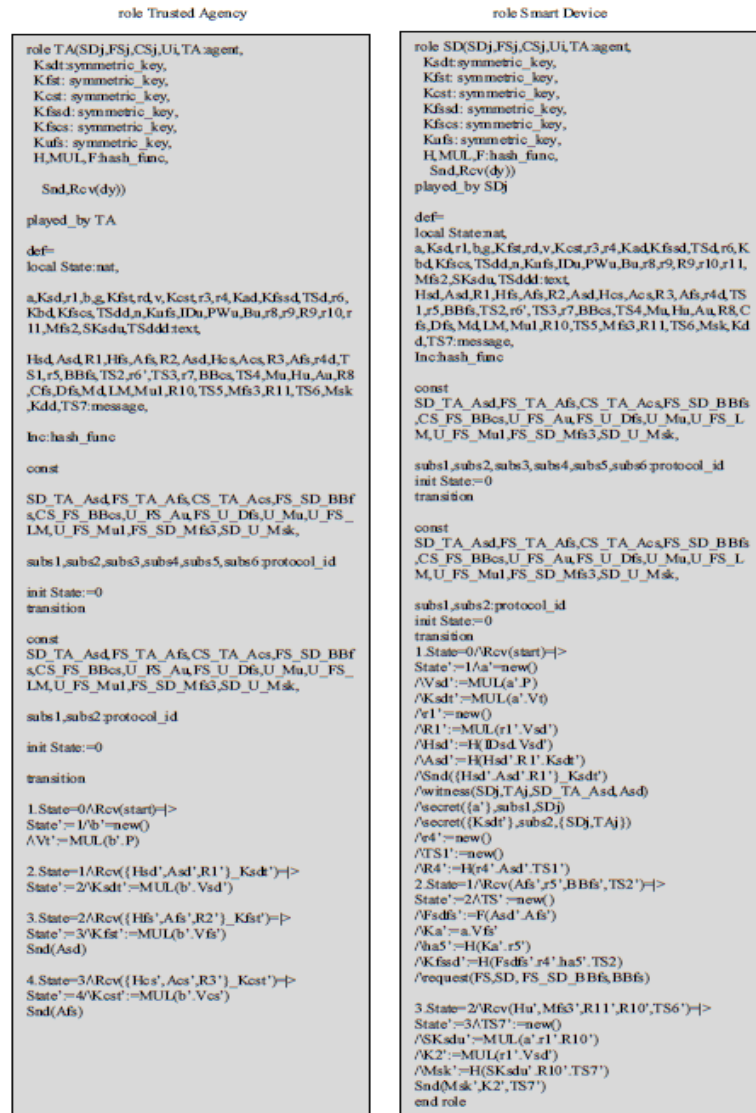 role Trusted Agency
role TA(SDj,FSj,CSj,Ui,TA:agent,
Ksdt:symmetric_key,
Kfst: symmetric_key,
Kcst: symmetric_key,
Kfssd: symmetric_key,
Kfscs: symmetric_key,
Kufs: symmetric_key,
H,MUL,F:hash_func,
Snd,Rcv(dy))
played_by TA
def=
local State:nat,
a,Ksd,r1,b,g,Kfst,rd,v,Kcst,r3,r4,Kad,Kfssd,TSd,r6,
Kbd,Kfscs,TSdd,n,Kufs,IDu,PWu,Bu,r8,r9,R9,r10,r
11,Mfs2,SKsdu,TSddd:text,
Hsd,Asd,R1,Hfs,Afs,R2,Asd,Hcs,Acs,R3,Afs,r4d,T
S1,r5,BBfs,TS2,r6',TS3,r7,BBcs,TS4,Mu,Hu,Au,R8
,Cfs,Dfs,Md,LM,Mu1,R10,TS5,Mfs3,R11,TS6,Msk
,Kdd,TS7:message,
Inc:hash_func
const
SD_TA_Asd,FS_TA_Afs,CS_TA_Acs,FS_SD_BBf
s,CS_FS_BBcs,U_FS_Au,FS_U_Dfs,U_Mu,U_FS_
LM,U_FS_Mu1,FS_SD_Mfs3,SD_U_Msk,
subs1,subs2,subs3,subs4,subs5,subs6:protocol_id
init State:=0
transition
const
SD_TA_Asd,FS_TA_Afs,CS_TA_Acs,FS_SD_BBf
s,CS_FS_BBcs,U_FS_Au,FS_U_Dfs,U_Mu,U_FS_
LM,U_FS_Mu1,FS_SD_Mfs3,SD_U_Msk,
subs1,subs2:protocol_id
init State:=0
transition
1.State=0/\Rcv(start)=|>
State':=1/\b'=new()
/\Vt':=MUL(b'.P)
2.State=1/\Rcv({Hsd',Asd',R1'}_Ksdt')=|>
State':=2/\Ksdt':=MUL(b'.Vsd')
3.State=2/\Rcv({Hfs',Afs',R2'}_Kfst')=|>
State':=3/\Kfst':=MUL(b'.Vfs')
Snd(Asd)
4.State=3/\Rcv({Hcs',Acs',R3'}_Kcst')=|>
State':=4/\Kcst':=MUL(b'.Vcs')
Snd(Afs)
role Smart Device
role SD(SDj,FSj,CSj,Ui,TA:agent,
Ksdt:symmetric_key,
Kfst: symmetric_key,
Kcst: symmetric_key,
Kfssd: symmetric_key,
Kfscs: symmetric_key,
Kufs: symmetric_key,
H,MUL,F:hash_func,
Snd,Rcv(dy))
played_by SDj
def=
local State:nat,
a,Ksd,r1,b,g,Kfst,rd,v,Kcst,r3,r4,Kad,Kfssd,TSd,r6,K
bd,Kfscs,TSdd,n,Kufs,IDu,PWu,Bu,r8,r9,R9,r10,r11,
Mfs2,SKsdu,TSddd:text,
Hsd,Asd,R1,Hfs,Afs,R2,Asd,Hcs,Acs,R3,Afs,r4d,TS
1,r5,BBfs,TS2,r6',TS3,r7,BBcs,TS4,Mu,Hu,Au,R8,C
fs,Dfs,Md,LM,Mu1,R10,TS5,Mfs3,R11,TS6,Msk,Kd
d,TS7:message,
Inc:hash_func
const
SD_TA_Asd,FS_TA_Afs,CS_TA_Acs,FS_SD_BBfs
,CS_FS_BBcs,U_FS_Au,FS_U_Dfs,U_Mu,U_FS_L
M,U_FS_Mu1,FS_SD_Mfs3,SD_U_Msk,
subs1,subs2,subs3,subs4,subs5,subs6:protocol_id
init State:=0
transition
const
SD_TA_Asd,FS_TA_Afs,CS_TA_Acs,FS_SD_BBfs
,CS_FS_BBcs,U_FS_Au,FS_U_Dfs,U_Mu,U_FS_L
M,U_FS_Mu1,FS_SD_Mfs3,SD_U_Msk,
subs1,subs2:protocol_id
init State:=0
transition
1.State=0/\Rcv(start)=|>
State':=1/\a'=new()
/\Vsd':=MUL(a'.P)
/\Ksdt':=MUL(a'.Vt)
/\r1':=new()
/\R1':=MUL(r1'.Vsd')
/\Hsd':=H(IDsd.Vsd')
/\Asd':=H(Hsd'.R1'.Ksdt')
/\Snd({Hsd'.Asd'.R1'}_Ksdt')
/\witness(SDj,TAj,SD_TA_Asd,Asd)
/\secret({a'},subs1,SDj)
/\secret({Ksdt'},subs2,{SDj,TAj})
/\r4':=new()
/\TS1':=new()
/\R4':=H(r4'.Asd'.TS1')
2.State=1/\Rcv(Afs',r5',BBfs',TS2')=|>
State':=2/\TS':=new()
/\Fsdfs':=F(Asd'.Afs')
/\Ka':=a.Vfs'
/\ha5':=H(Ka'.r5')
/\Kfssd':=H(Fsdfs'.r4'.ha5'.TS2)
/\request(FS,SD, FS_SD_BBfs,BBfs)
3.State=2/\Rcv(Hu',Mfs3',R11',R10',TS6')=|>
State':=3/\TS7':=new()
/\SKsdu':=MUL(a'.r1'.R10')
/\K2':=MUL(r1'.Vsd')
/\Msk':=H(SKsdu'.R10'.TS7')
Snd(Msk',K2',TS7')
end role